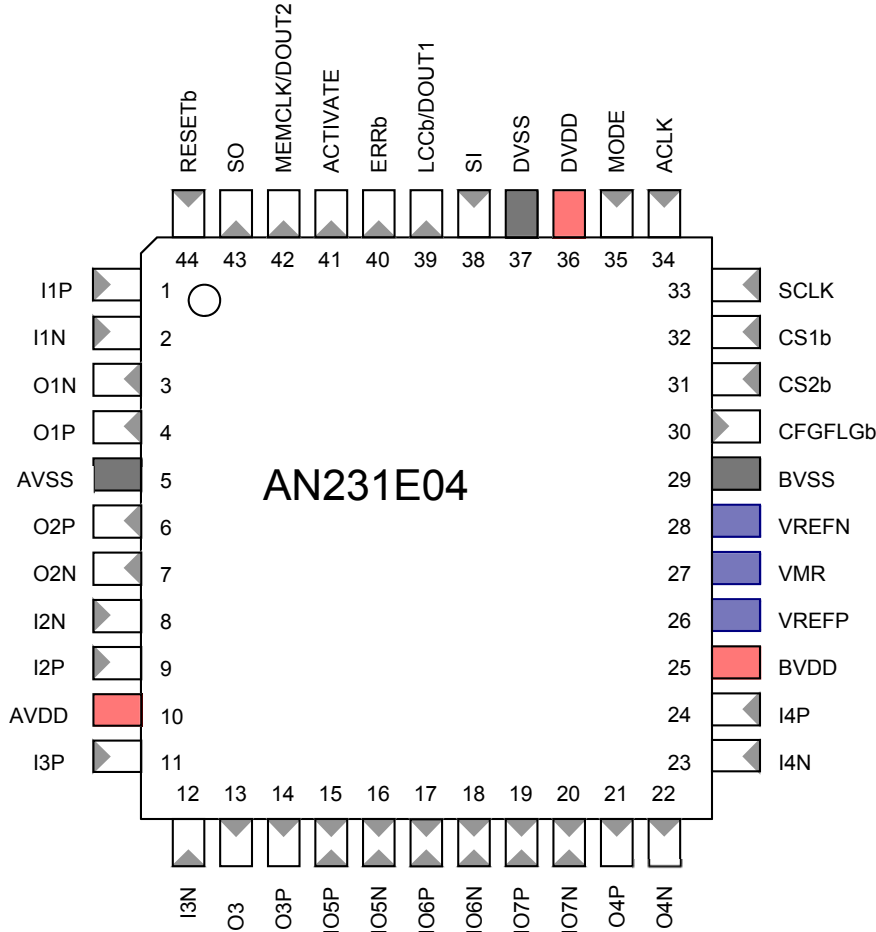 RESETb
SO
MEMCLK/DOUT2
ACTIVATE
ERRb
LCCb/DOUT1
SI
DVSS
DVDD
MODE
ACLK
44 43 42 41 40 39 38 37 36 35 34
I1P 1 33 SCLK
I1N 2 32 CS1b
O1N 3 31 CS2b
O1P 4 30 CFGFLGb
AVSS 5 AN231E04 29 BVSS
O2P 6 28 VREFN
O2N 7 27 VMR
I2N 8 26 VREFP
I2P 9 25 BVDD
AVDD 10 24 I4P
I3P 11 23 I4N
12 13 14 15 16 17 18 19 20 21 22
I3N
O3
O3P
IO5P
IO5N
IO6P
IO6N
IO7P
IO7N
O4P
O4N